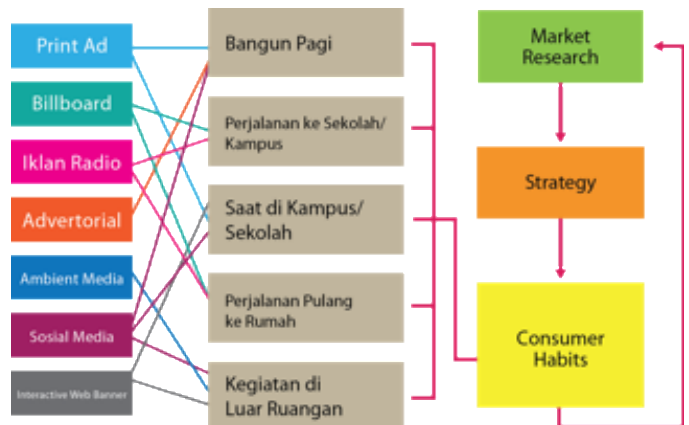 Print Ad
Billboard
Iklan Radio
Advertorial
Ambient Media
Sosial Media
Interactive Web Banner
Bangun Pagi
Perjalanan ke Sekolah/
Kampus
Saat di Kampus/
Sekolah
Perjalanan Pulang
ke Rumah
Kegiatan di
Luar Ruangan
Market
Research
Strategy
Consumer
Habits